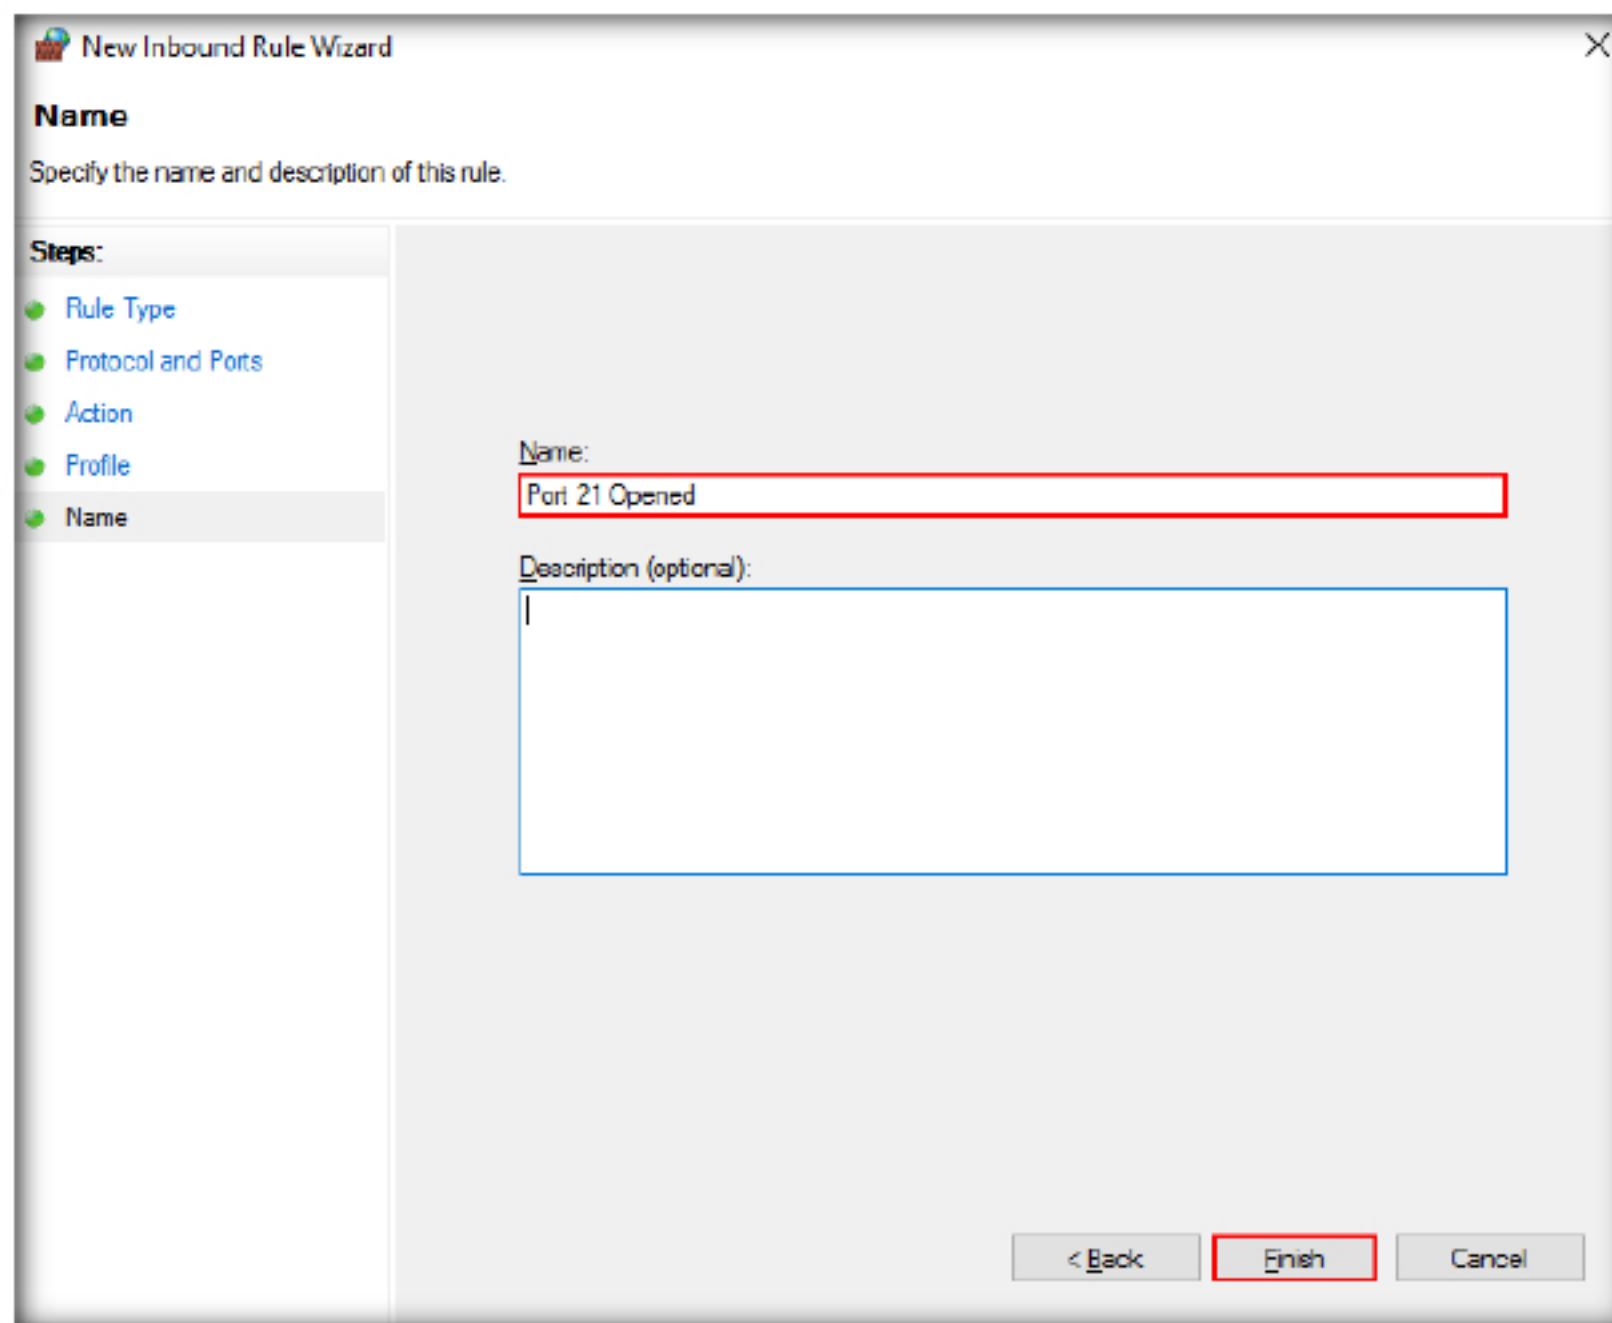 New Inbound Rule Wizard
Name
Specify the name and description of this rule.
Steps:
Rule Type
Protocol and Ports
Action
Profile
Name
Name:
Port 21 Opened
Description (optional):
< Back
Finish
Cancel